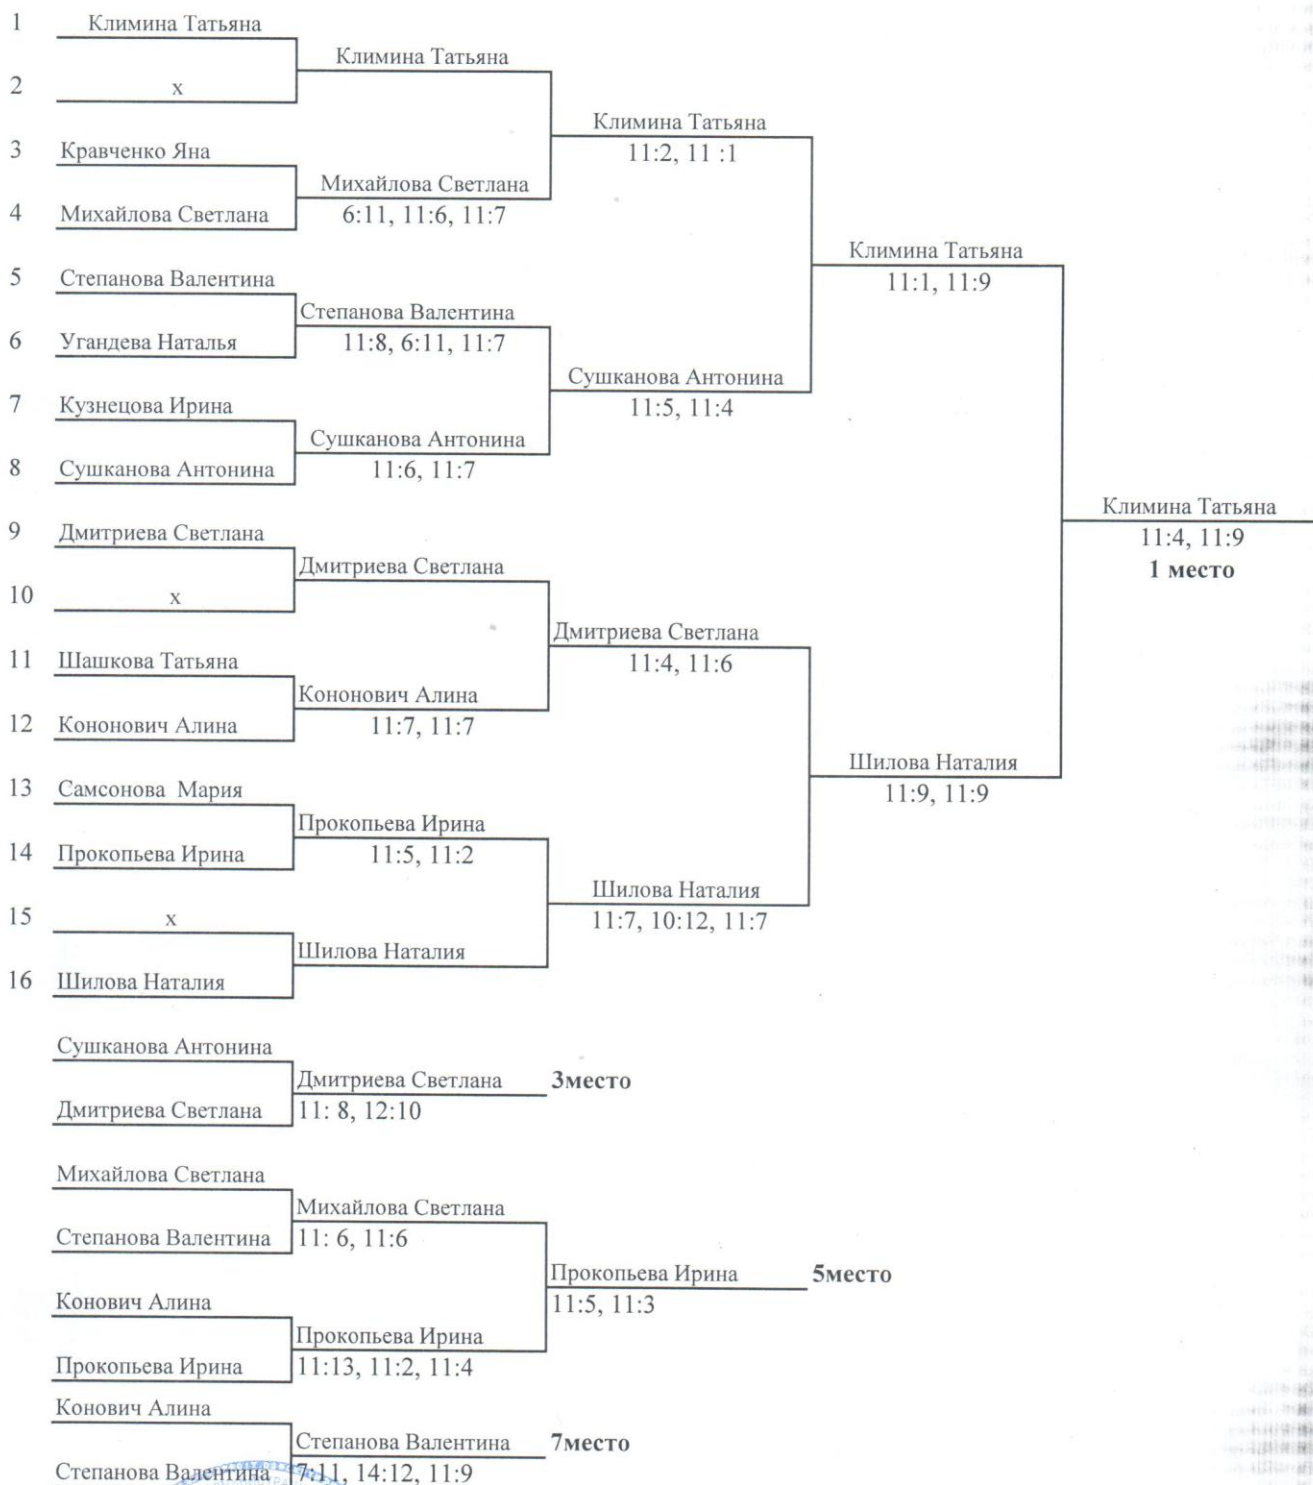 1 Климина Татьяна
Климина Татьяна
2 х
Климина Татьяна
11:2, 11 :1
3 Кравченко Яна
Михайлова Светлана
6:11, 11:6, 11:7
4 Михайлова Светлана
Климина Татьяна
11:1, 11:9
5 Степанова Валентина
Степанова Валентина
11:8, 6:11, 11:7
6 Угандева Наталья
Сушканова Антонина
11:5, 11:4
7 Кузнецова Ирина
Сушканова Антонина
11:6, 11:7
8 Сушканова Антонина
Климина Татьяна
11:4, 11:9
1 место
9 Дмитриева Светлана
Дмитриева Светлана
10 х
Дмитриева Светлана
11:4, 11:6
11 Шашкова Татьяна
Кононович Алина
11:7, 11:7
12 Кононович Алина
Шилова Наталия
11:9, 11:9
13 Самсонова Мария
Прокопьева Ирина
11:5, 11:2
14 Прокопьева Ирина
Шилова Наталия
11:7, 10:12, 11:7
15 х
Шилова Наталия
16 Шилова Наталия
Сушканова Антонина
Дмитриева Светлана 3место
Дмитриева Светлана 11: 8, 12:10
Михайлова Светлана
Михайлова Светлана
Степанова Валентина 11: 6, 11:6
Прокопьева Ирина 5место
11:5, 11:3
Конович Алина
Прокопьева Ирина
Прокопьева Ирина 11:13, 11:2, 11:4
Конович Алина
Степанова Валентина 7место
Степанова Валентина 7:11, 14:12, 11:9